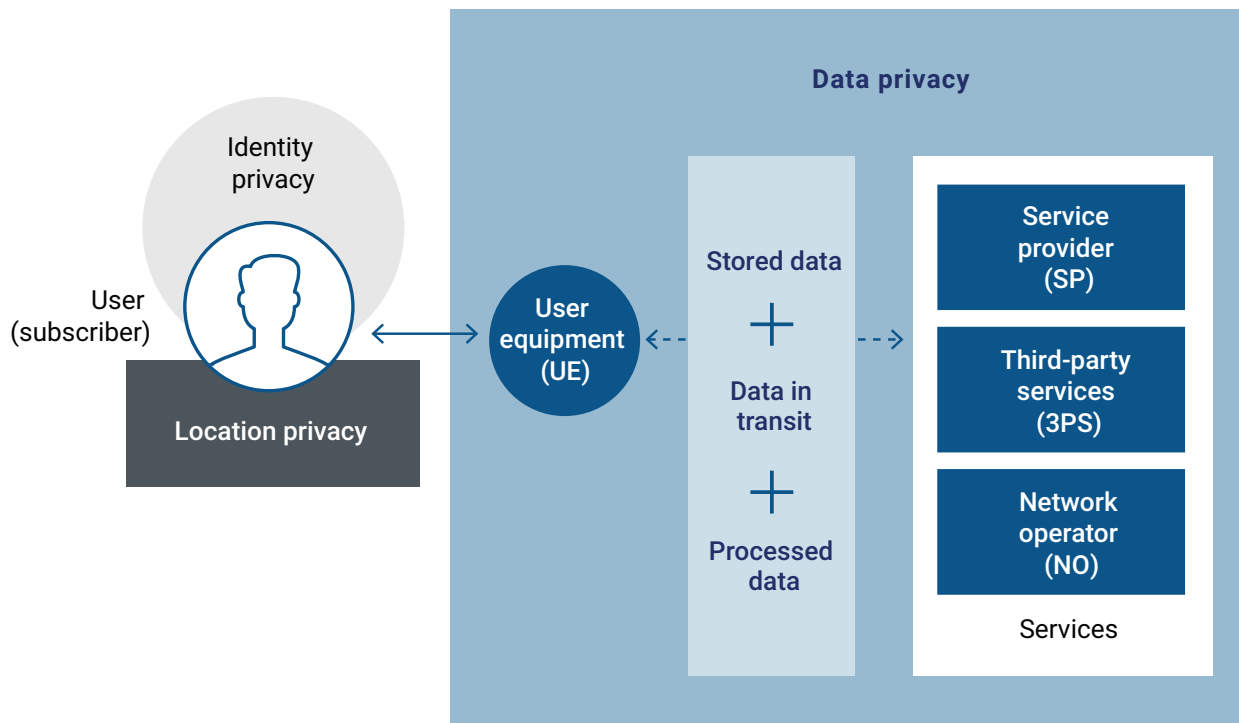 Data privacy
Identity
privacy
User
(subscriber)
Location privacy
User
equipment
(UE)
Stored data
Data in
transit
Processed
data
Service
provider
(SP)
Third-party
services
(3PS)
Network
operator
(NO)
Services